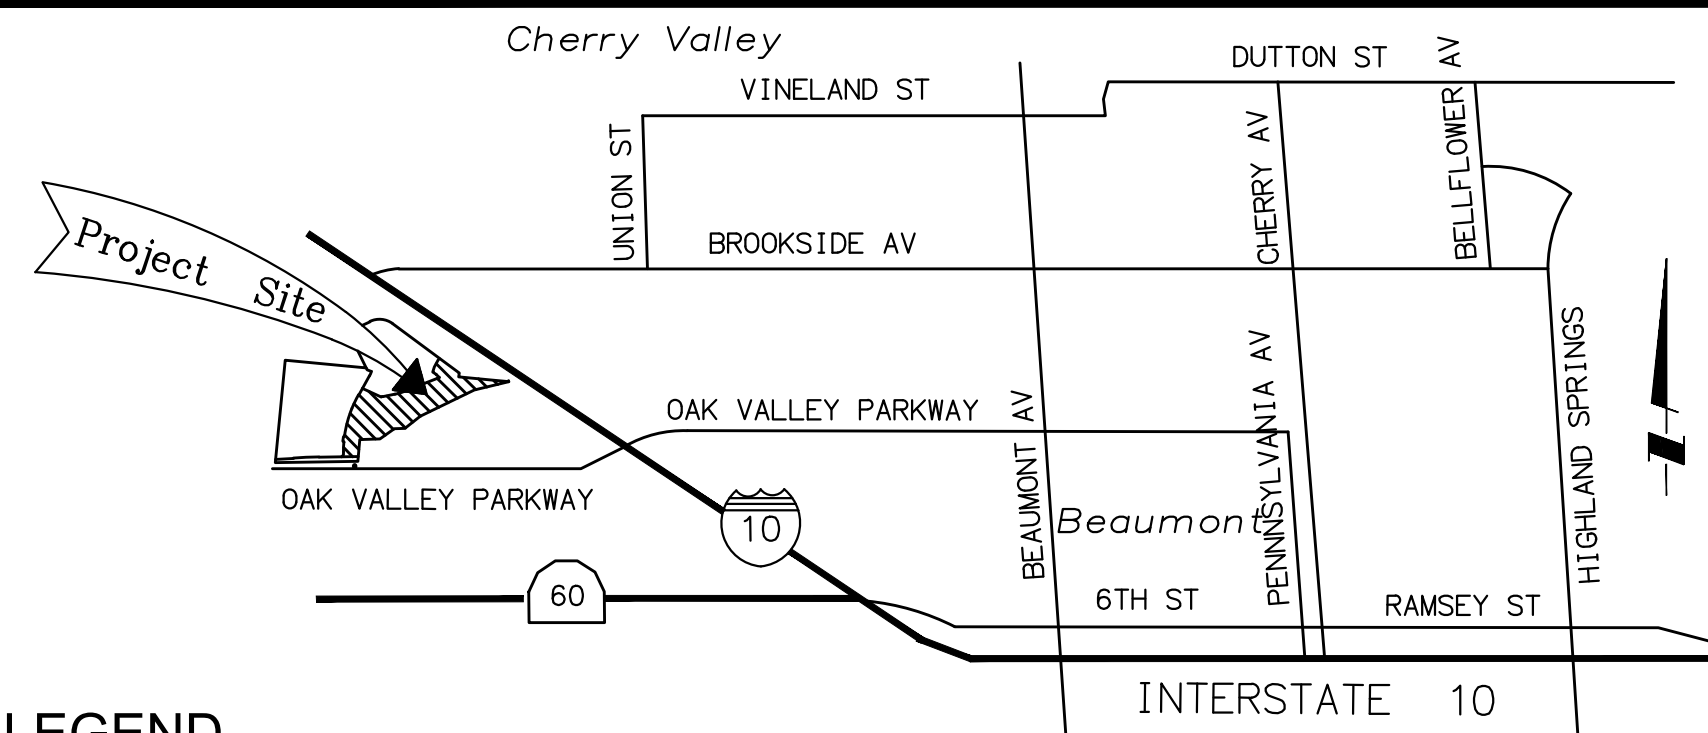 Cherry Valley
DUTTON ST
VINELAND ST
BELLFLOWER AV
UNION ST
CHERRY AV
Project Site
BROOKSIDE AV
HIGHLAND SPRINGS
PENNNSYLVANIA AV
OAK VALLEY PARKWAY
BEAUMONT AV
OAK VALLEY PARKWAY
10
Beaumont
60
6TH ST
RAMSEY ST
INTERSTATE 10
N
LEGEND